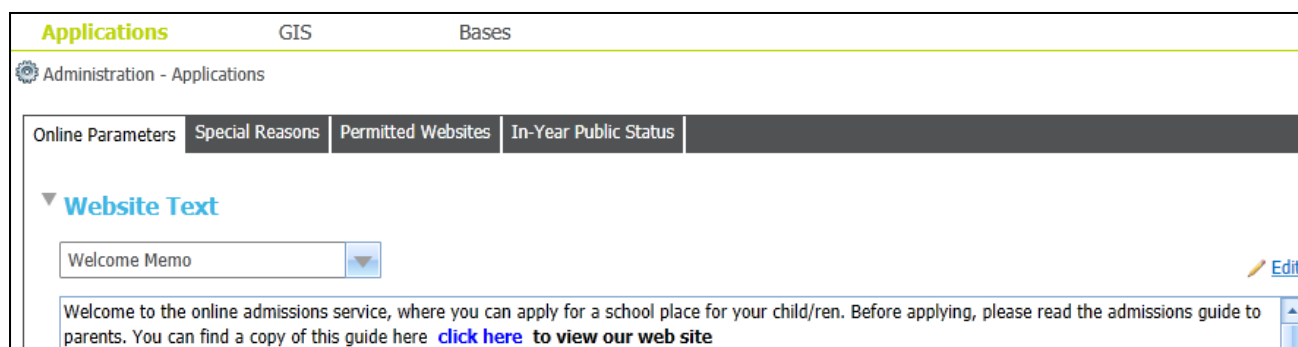 Applications GIS Bases
Administration - Applications
Online Parameters Special Reasons Permitted Websites In-Year Public Status
Website Text
Welcome Memo
Edit
Welcome to the online admissions service, where you can apply for a school place for your child/ren. Before applying, please read the admissions guide to
parents. You can find a copy of this guide here click here to view our web site